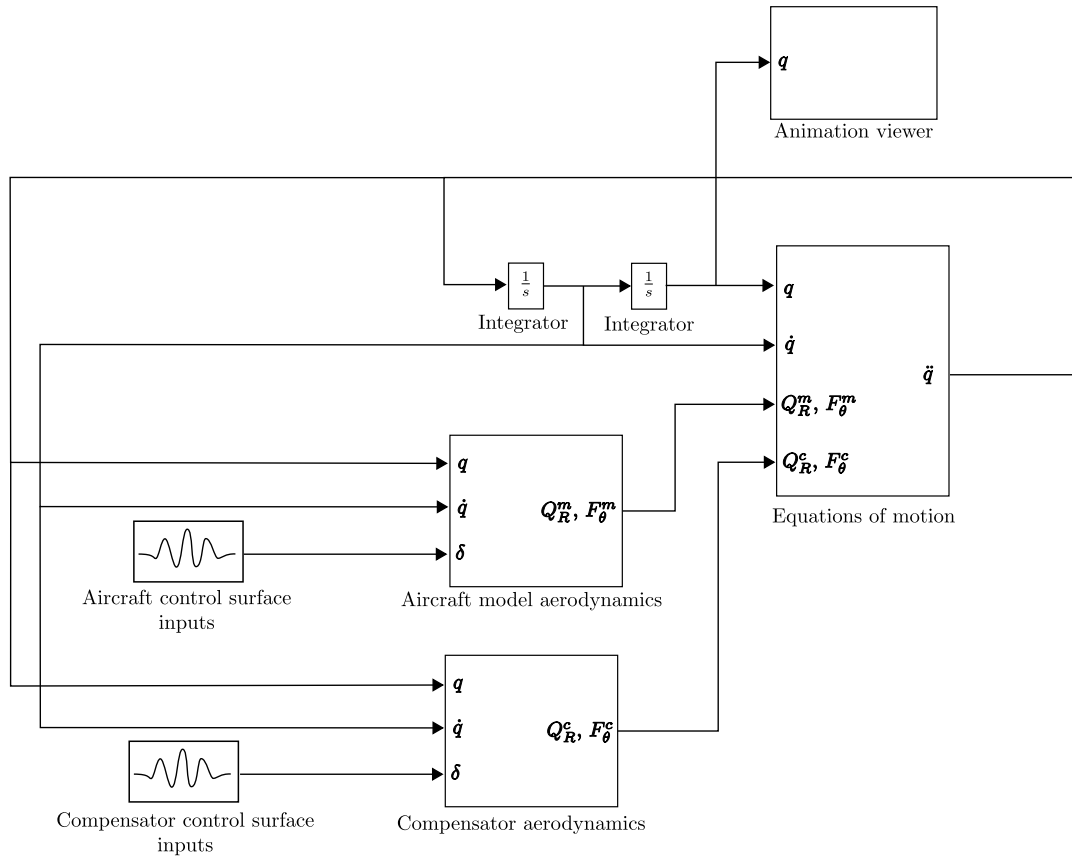 q
Animation viewer
1/s
Integrator
1/s
Integrator
q
q̇
q̈
Q_R^m, F_θ^m
Q_R^c, F_θ^c
Equations of motion
q
q̇
Q_R^m, F_θ^m
δ
Aircraft control surface
inputs
Aircraft model aerodynamics
q
q̇
Q_R^c, F_θ^c
δ
Compensator control surface
inputs
Compensator aerodynamics